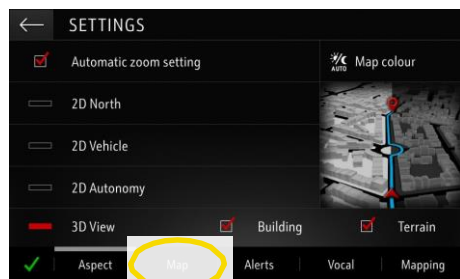 SETTINGS
Automatic zoom setting
AUTO Map colour
2D North
2D Vehicle
2D Autonomy
3D View Building Terrain
Aspect Map Alerts Vocal Mapping